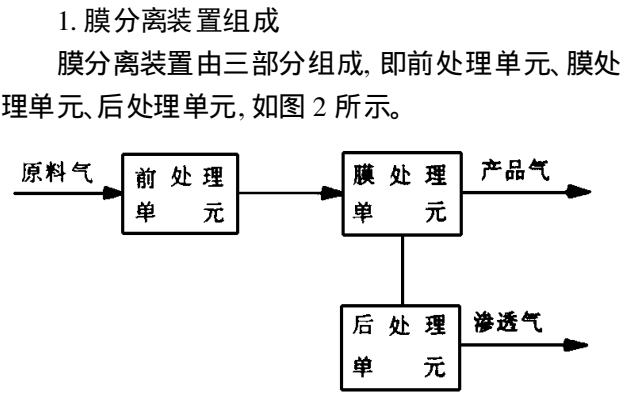 1. 膜分离装置组成
膜分离装置由三部分组成, 即前处理单元、膜处
理单元、后处理单元, 如图 2 所示。
原料气
前处理
单元
膜处理
单元
产品气
后处理
单元
渗透气